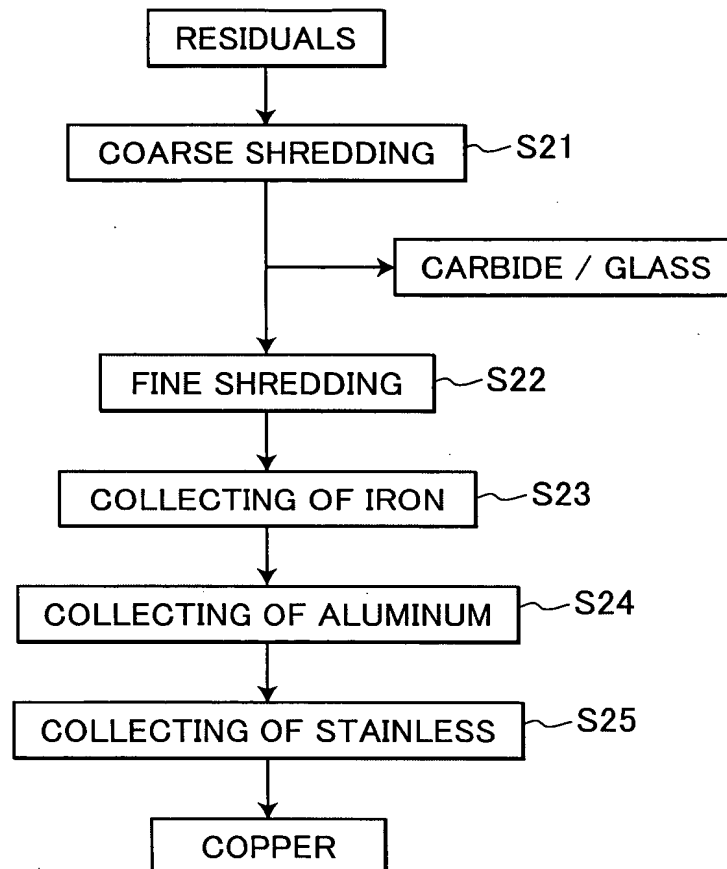 RESIDUALS
COARSE SHREDDING S21
CARBIDE / GLASS
FINE SHREDDING S22
COLLECTING OF IRON S23
COLLECTING OF ALUMINUM S24
COLLECTING OF STAINLESS S25
COPPER